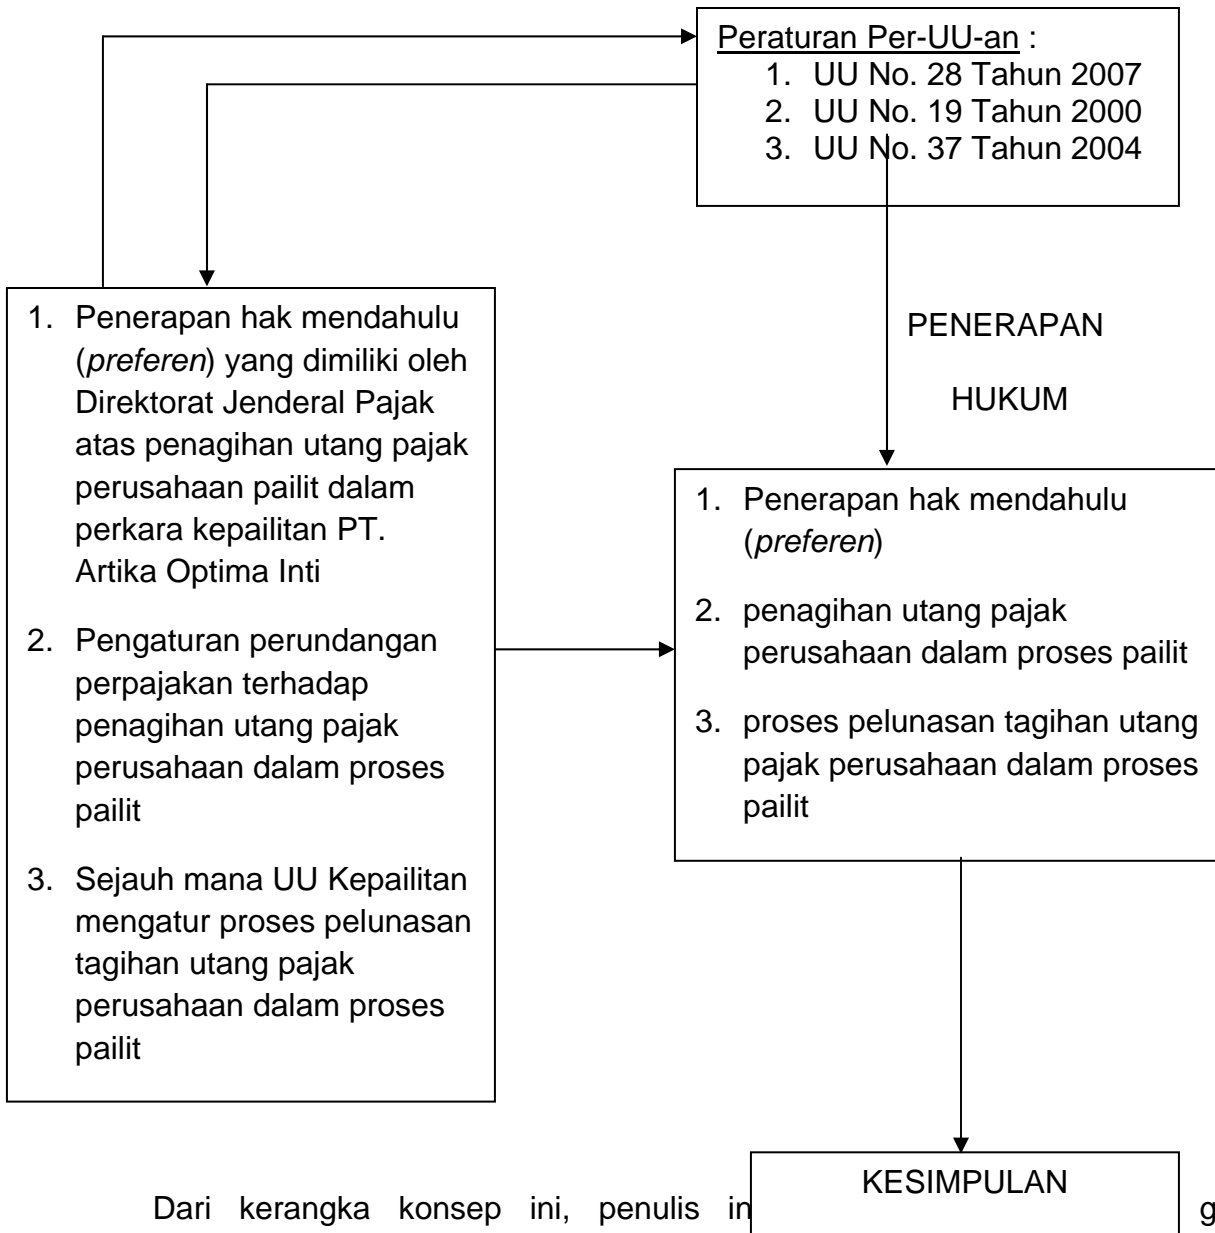 Peraturan Per-UU-an :
1. UU No. 28 Tahun 2007
2. UU No. 19 Tahun 2000
3. UU No. 37 Tahun 2004
1. Penerapan hak mendahulu
(preferen) yang dimiliki oleh
Direktorat Jenderal Pajak
atas penagihan utang pajak
perusahaan pailit dalam
perkara kepailitan PT.
Artika Optima Inti
2. Pengaturan perundangan
perpajakan terhadap
penagihan utang pajak
perusahaan dalam proses
pailit
3. Sejauh mana UU Kepailitan
mengatur proses pelunasan
tagihan utang pajak
perusahaan dalam proses
pailit
PENERAPAN
HUKUM
1. Penerapan hak mendahulu
(preferen)
2. penagihan utang pajak
perusahaan dalam proses pailit
3. proses pelunasan tagihan utang
pajak perusahaan dalam proses
pailit
KESIMPULAN
Dari kerangka konsep ini, penulis